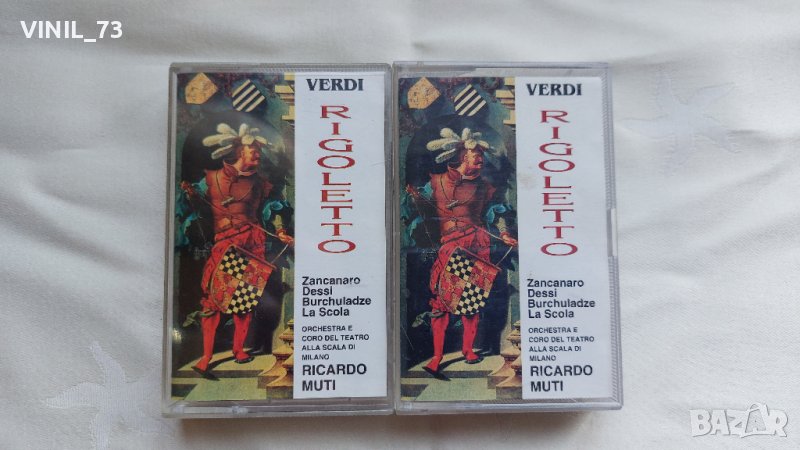 VINIL_73
VERDI
RIGOLETTO
Zancanaro
Dessi
Burchuladze
La Scola
ORCHESTRA E
CORO DEL TEATRO
ALLA SCALA DI
MILANO
RICARDO
MUTI
VERDI
RIGOLETTO
Zancanaro
Dessi
Burchuladze
La Scola
ORCHESTRA E
CORO DEL TEATRO
ALLA SCALA DI
MILANO
RICARDO
MUTI
BAZAR